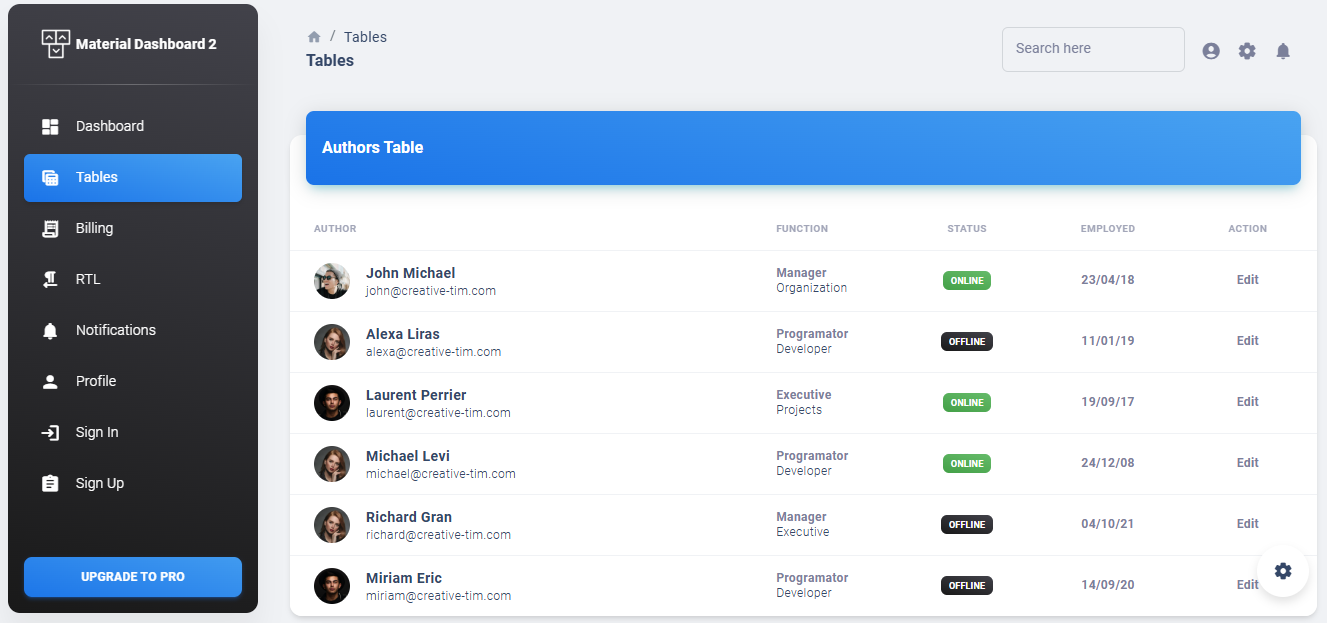 Material Dashboard 2
Dashboard
Tables
Billing
RTL
Notifications
Profile
Sign In
Sign Up
UPGRADE TO PRO
/ Tables
Tables
Search here
Authors Table
AUTHOR FUNCTION STATUS EMPLOYED ACTION
John Michael
john@creative-tim.com
Manager
Organization
ONLINE
23/04/18
Edit
Alexa Liras
alexa@creative-tim.com
Programator
Developer
OFFLINE
11/01/19
Edit
Laurent Perrier
laurent@creative-tim.com
Executive
Projects
ONLINE
19/09/17
Edit
Michael Levi
michael@creative-tim.com
Programator
Developer
ONLINE
24/12/08
Edit
Richard Gran
richard@creative-tim.com
Manager
Executive
OFFLINE
04/10/21
Edit
Miriam Eric
miriam@creative-tim.com
Programator
Developer
OFFLINE
14/09/20
Edit